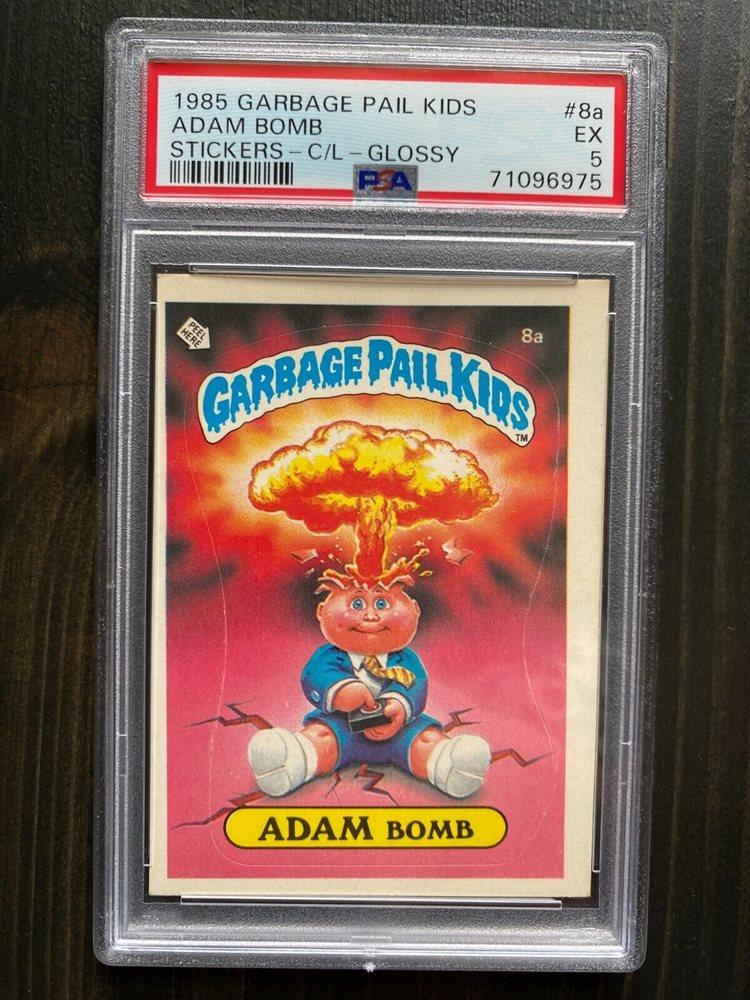 1985 GARBAGE PAIL KIDS #8a
ADAM BOMB EX
STICKERS - C/L - GLOSSY 5
PSA 71096975
PEEL
HERE
8a
GARBAGE PAIL KIDS
TM
ADAM BOMB